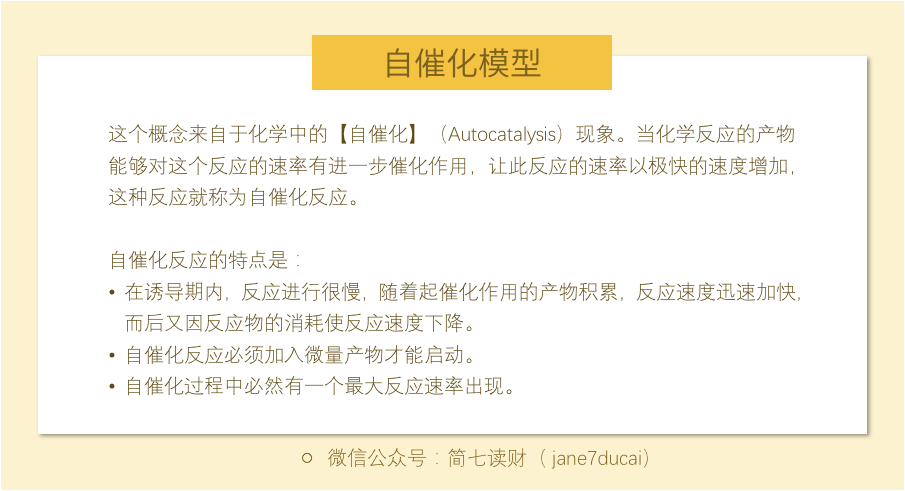 自催化模型
这个概念来自于化学中的【自催化】（Autocatalysis）现象。当化学反应的产物
能够对这个反应的速率有进一步催化作用，让此反应的速率以极快的速度增加，
这种反应就称为自催化反应。
自催化反应的特点是：
• 在诱导期内，反应进行很慢，随着起催化作用的产物积累，反应速度迅速加快，
而后又因反应物的消耗使反应速度下降。
• 自催化反应必须加入微量产物才能启动。
• 自催化过程中必然有一个最大反应速率出现。
○ 微信公众号：简七读财（ jane7ducai）